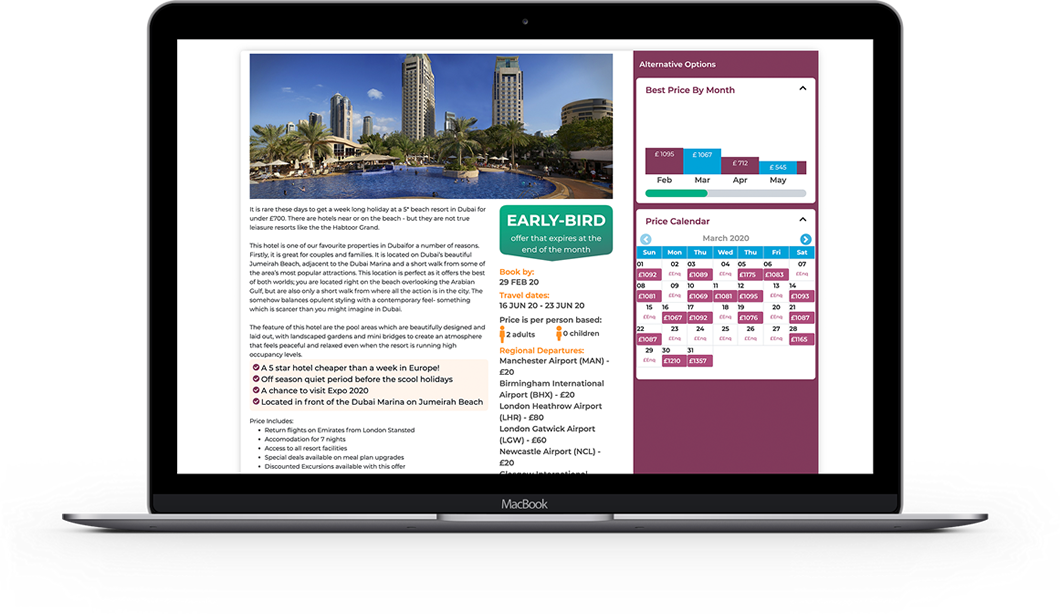 It is rare these days to get a week long holiday at a 5* beach resort in Dubai for
under £700. There are hotels near or on the beach - but they are not true
leiasure resorts like the the Habtoor Grand.
This hotel is one of our favourite properties in Dubaifor a number of reasons.
Firstly, it is great for couples and families. It is located on Dubai's beautiful
Jumeirah Beach, adjacent to the Dubai Marina and a short walk from some of
the area's most popular attractions. This location is perfect as it offers the best
of both worlds; you are located right on the beach overlooking the Arabian
Gulf, but are also only a short walk from where all the action is in the city. The
somehow balances opulent styling with a contemporary feel- something
which is scarcer than you might imagine in Dubai.
The feature of this hotel are the pool areas which are beautifully designed and
laid out, with landscaped gardens and mini bridges to create an atmosphere
that feels peaceful and relaxed even when the resort is running high
occupancy levels.
A 5 star hotel cheaper than a week in Europe!
Off season quiet period before the scool holidays
A chance to visit Expo 2020
Located in front of the Dubai Marina on Jumeirah Beach
Price Includes:
• Return flights on Emirates from London Stansted
• Accomodation for 7 nights
• Access to all resort facilities
• Special deals available on meal plan upgrades
• Discounted Excursions available with this offer
EARLY-BIRD
offer that expires at the
end of the month
Book by:
29 FEB 20
Travel dates:
16 JUN 20 - 23 JUN 20
Price is per person based:
2 adults 0 children
Regional Departures:
Manchester Airport (MAN) -
£20
Birmingham International
Airport (BHX) - £20
London Heathrow Airport
(LHR) - £80
London Gatwick Airport
(LGW) - £60
Newcastle Airport (NCL) -
£20
Glasgow International
Alternative Options
Best Price By Month
£ 1095 £ 1067 £ 712 £ 545
Feb Mar Apr May
Price Calendar
March 2020
Sun Mon Thu Wed Thu Fri Sat
01 02 03 04 05 06 07
£1092 £Enq £1089 £Enq £1175 £1083 £Enq
08 09 10 11 12 13 14
£1081 £Enq £1069 £1081 £1095 £Enq £1093
15 16 17 18 19 20 21
£Enq £1067 £1092 £Enq £1076 £Enq £1087
22 23 24 25 26 27 28
£1087 £Enq £Enq £Enq £Enq £Enq £1165
29 30 31
£Enq £1210 £1357
MacBook